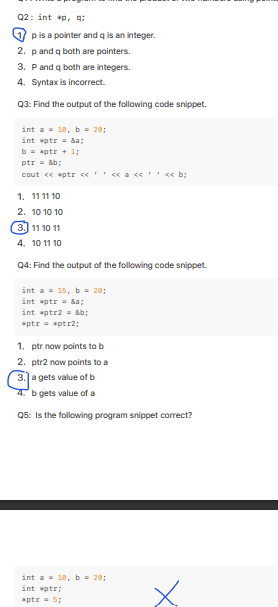 Q2: int *p, q;
1. p is a pointer and q is an integer.
2. p and q both are pointers.
3. P and q both are integers.
4. Syntax is incorrect.
Q3: Find the output of the following code snippet.
int a = 10, b = 20;
int *ptr = &a;
b = *ptr + 1;
ptr = &b;
cout << *ptr << ' ' << a << ' ' << b;
1. 11 11 10
2. 10 10 10
3. 11 10 11
4. 10 11 10
Q4: Find the output of the following code snippet.
int a = 15, b = 20;
int *ptr = &a;
int *ptr2 = &b;
*ptr = *ptr2;
1. ptr now points to b
2. ptr2 now points to a
3. a gets value of b
4. b gets value of a
Q5: Is the following program snippet correct?
int a = 10, b = 20;
int *ptr;
*ptr = 5;